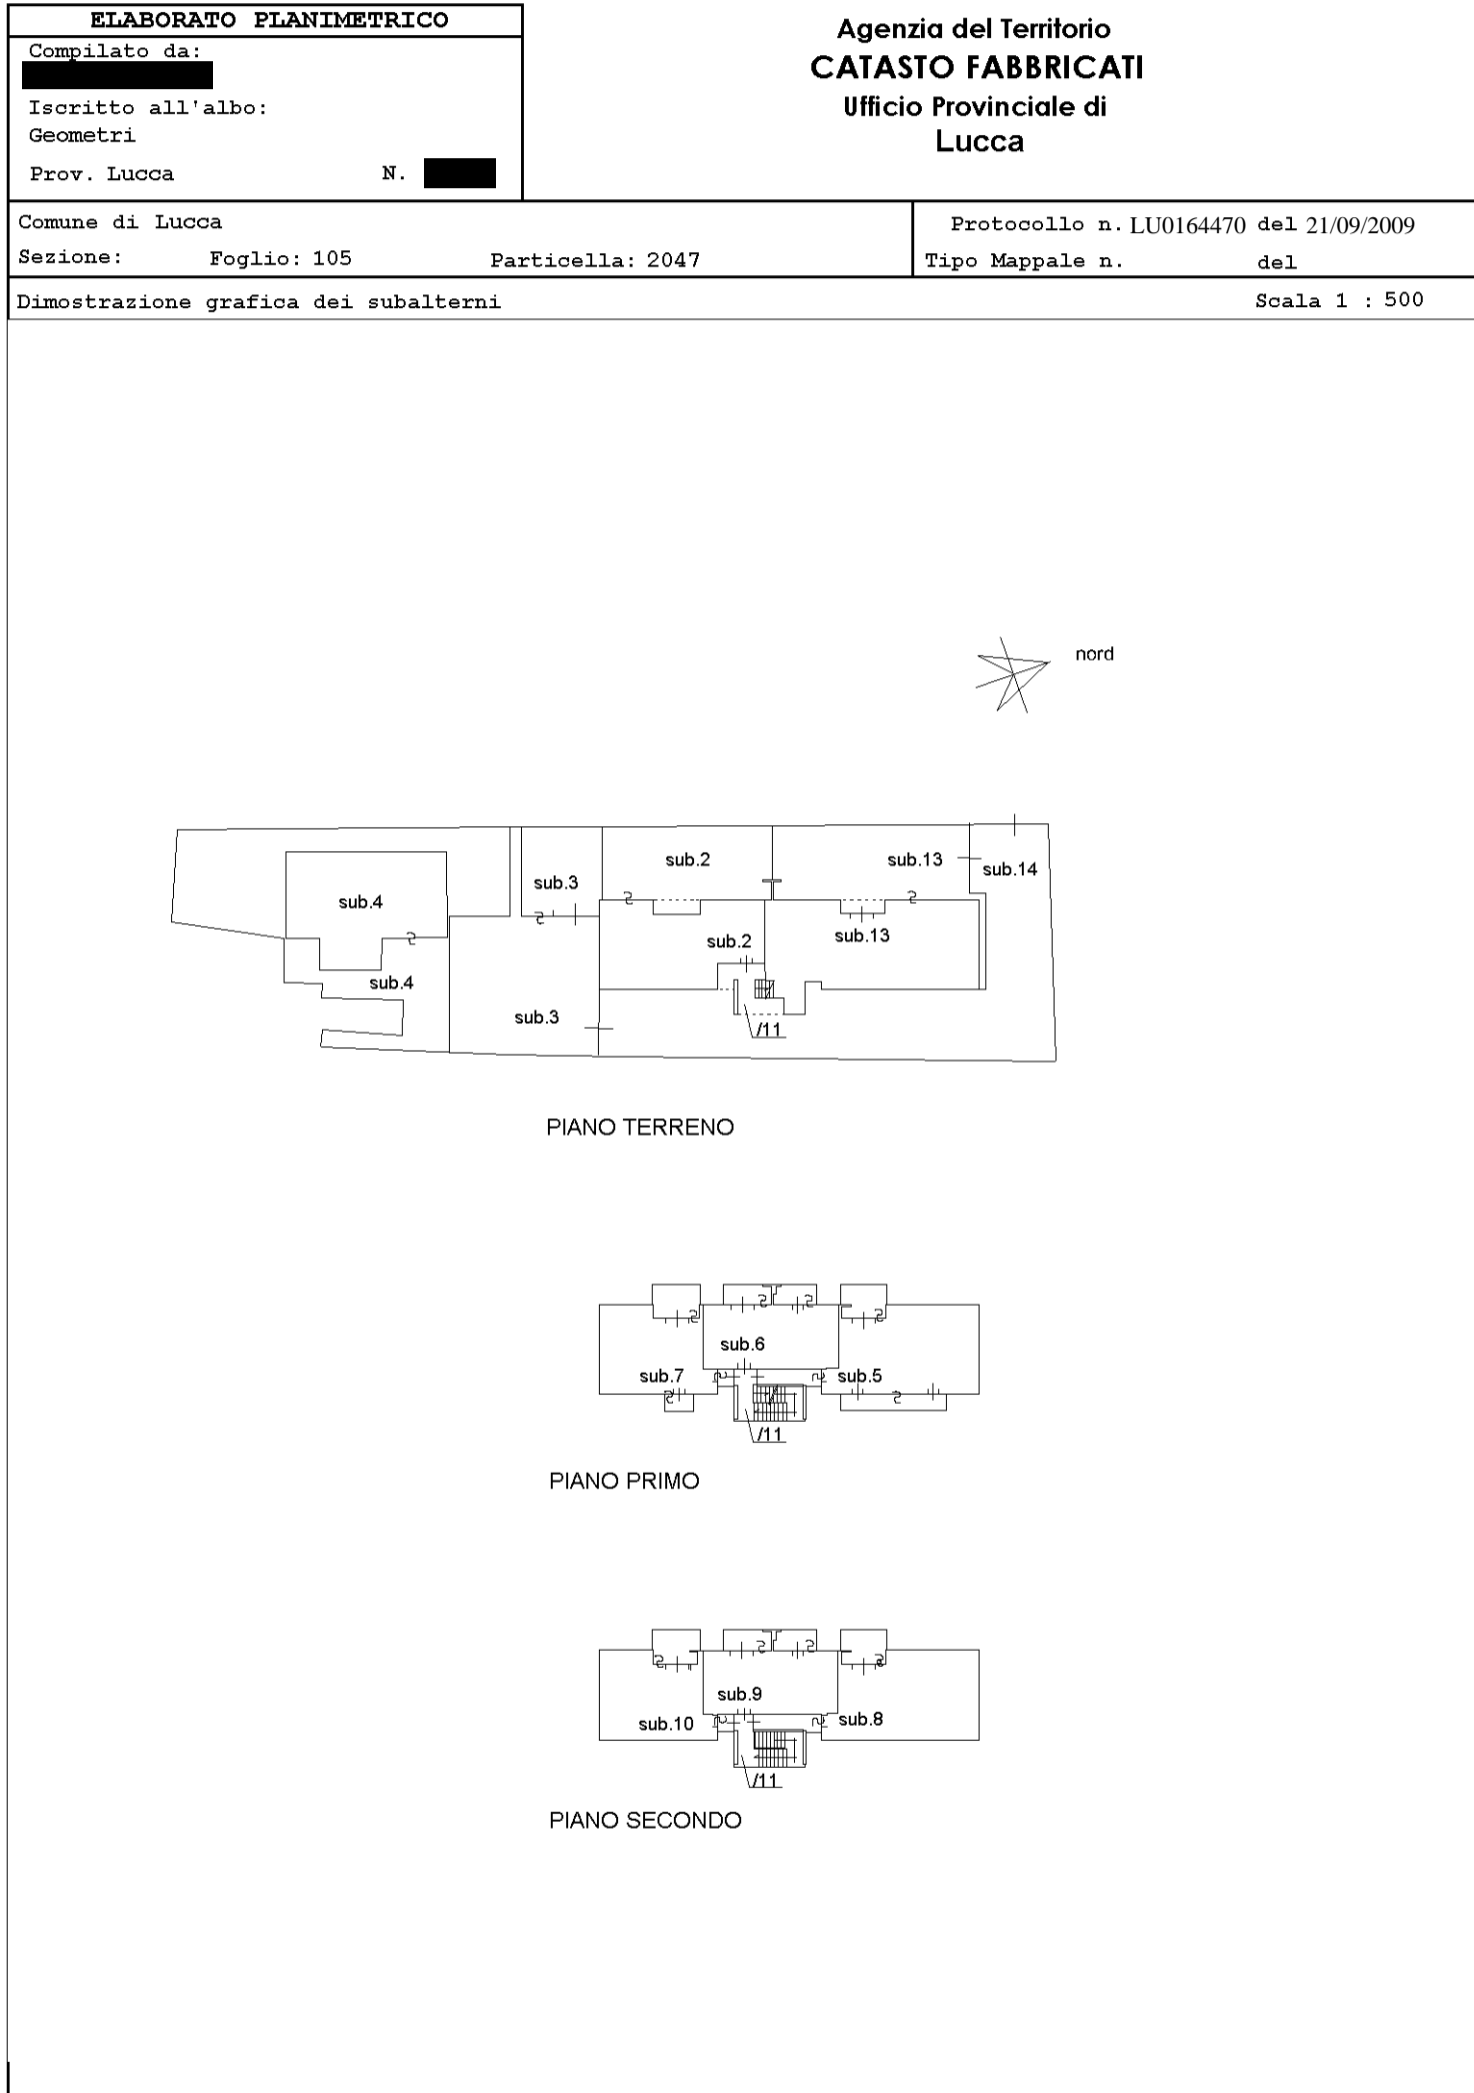 ELABORATO PLANIMETRICO
Compilato da:
Iscritto all'albo:
Geometri
Prov. Lucca N.
Agenzia del Territorio
CATASTO FABBRICATI
Ufficio Provinciale di
Lucca
Comune di Lucca
Sezione: Foglio: 105 Particella: 2047
Protocollo n. LU0164470 del 21/09/2009
Tipo Mappale n. del
Dimostrazione grafica dei subalterni Scala 1 : 500
nord
sub.2
sub.13
sub.14
sub.3
sub.4
sub.2
sub.13
sub.4
sub.3
/11
PIANO TERRENO
sub.6
sub.7
sub.5
/11
PIANO PRIMO
sub.9
sub.10
sub.8
/11
PIANO SECONDO